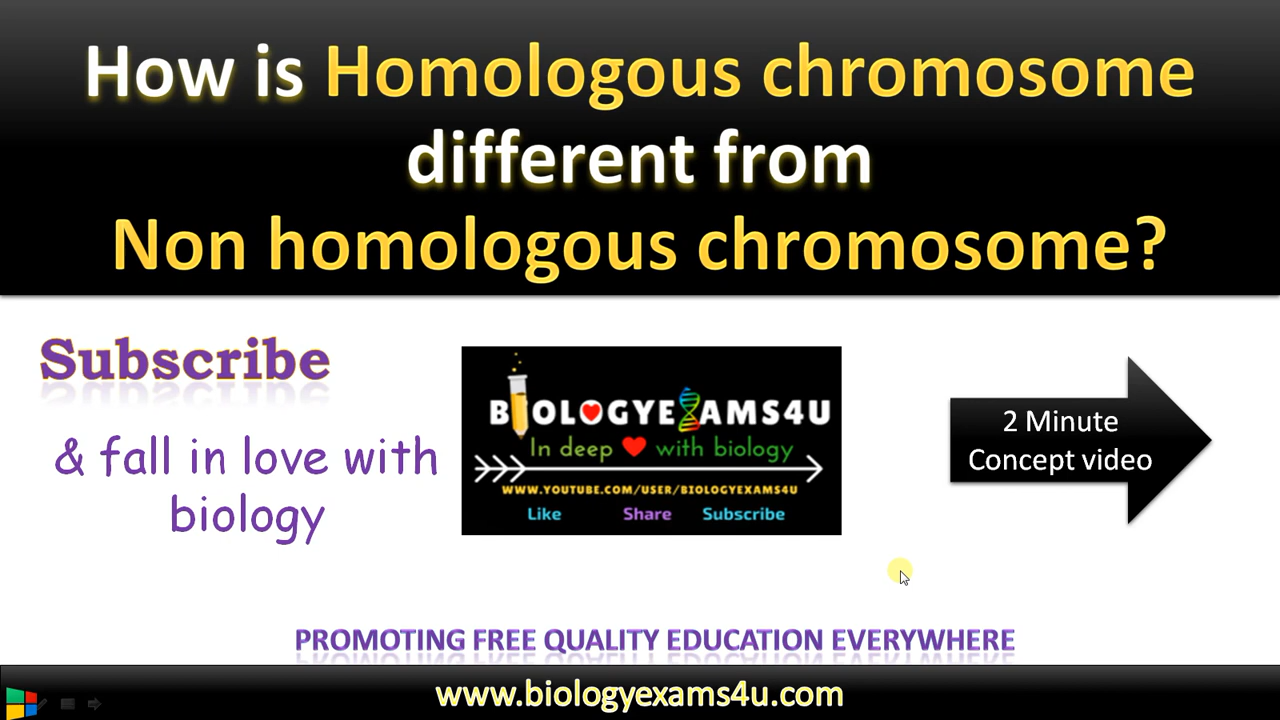 How is Homologous chromosome
different from
Non homologous chromosome?
Subscribe
& fall in love with
biology
BIOLOGYEXAMS4U
In deep with biology
WWW.YOUTUBE.COM/USER/BIOLOGYEXAMS4U
Like Share Subscribe
2 Minute
Concept video
PROMOTING FREE QUALITY EDUCATION EVERYWHERE
www.biologyexams4u.com